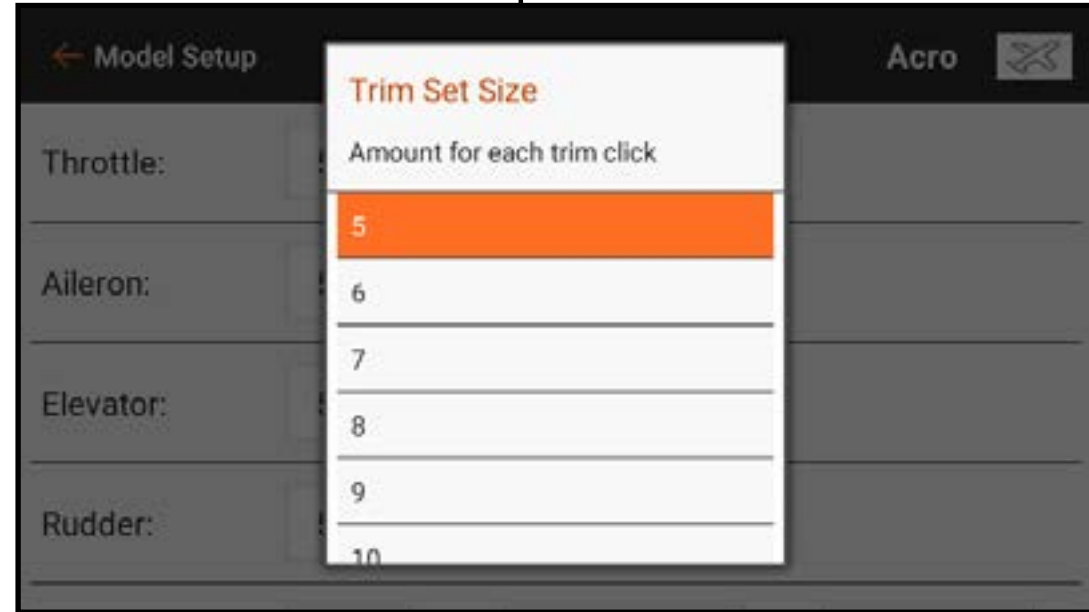 ← Model Setup
Acro
Trim Set Size
Amount for each trim click
Throttle:
Aileron:
Elevator:
Rudder:
5
6
7
8
9
10